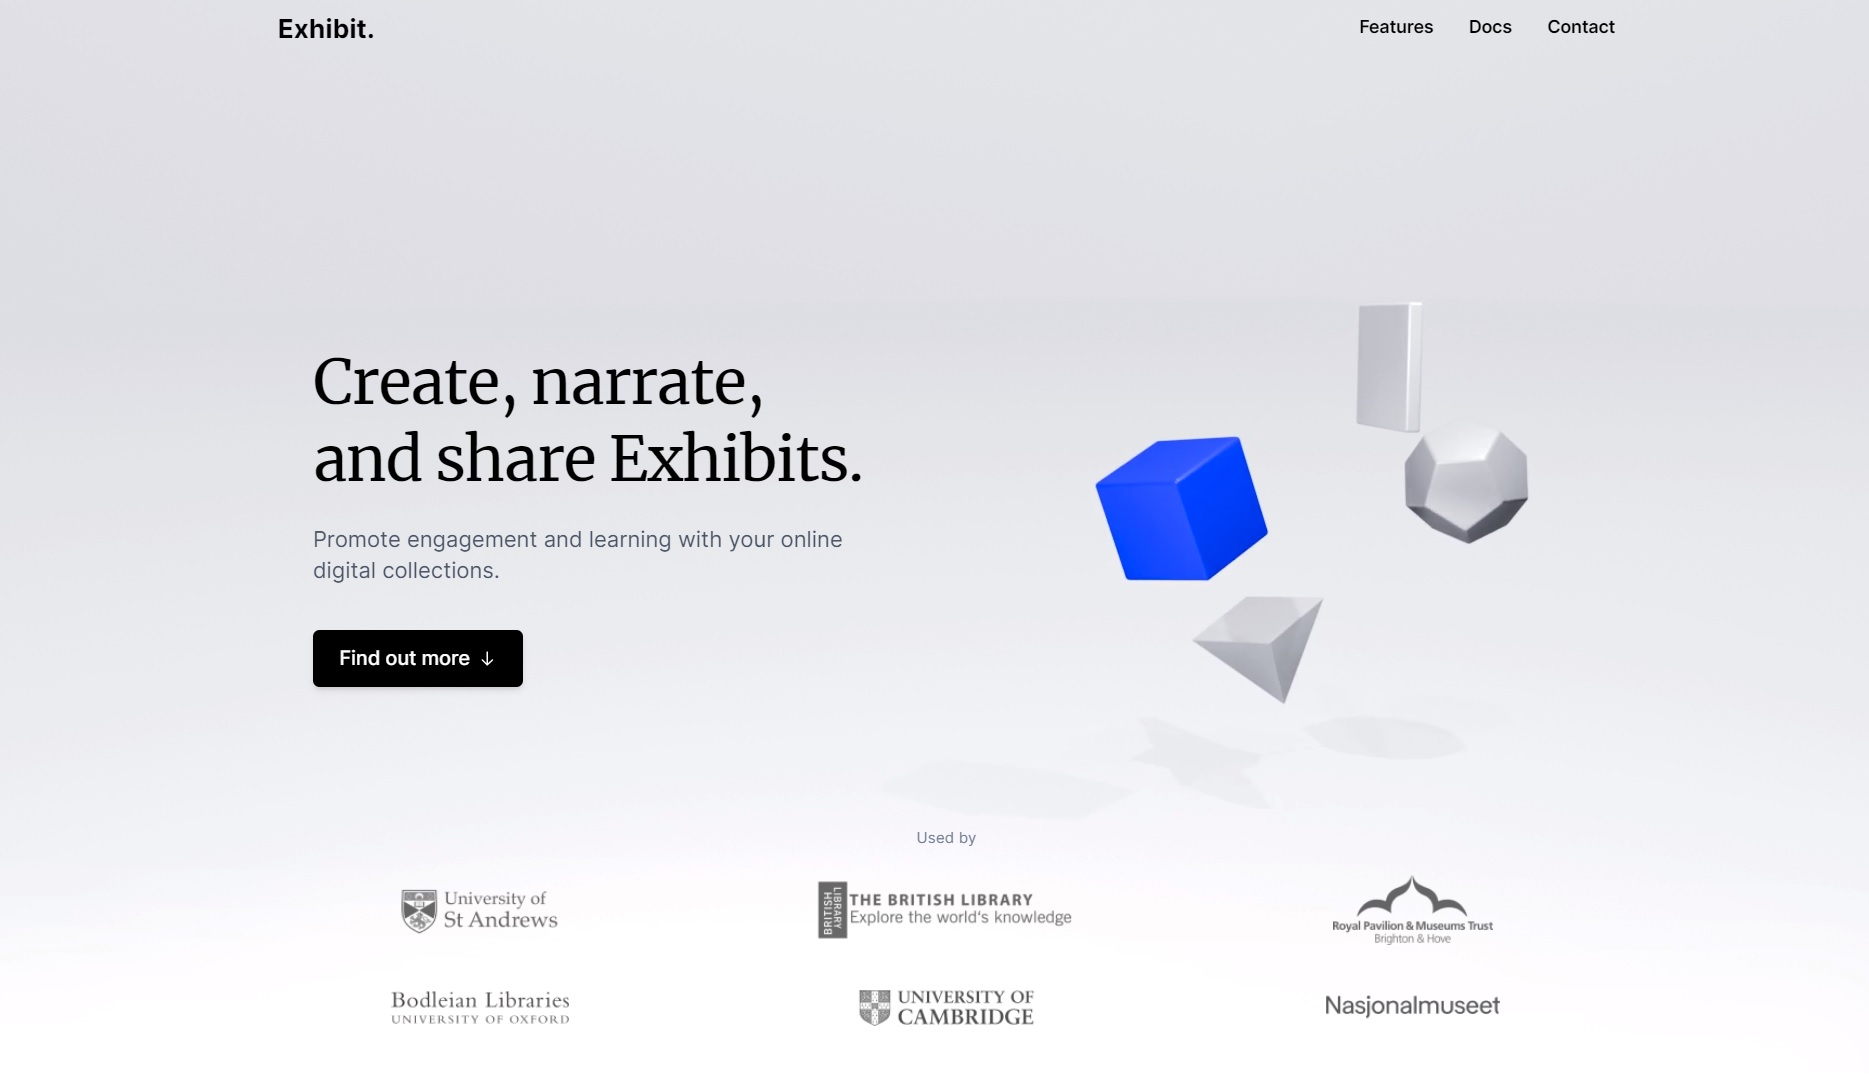 Exhibit.
Features
Docs
Contact
Create, narrate,
and share Exhibits.
Promote engagement and learning with your online
digital collections.
Find out more ↓
Used by
University of
St Andrews
BRITISH
LIBRARY
THE BRITISH LIBRARY
Explore the world's knowledge
Royal Pavilion & Museums Trust
Brighton & Hove
Bodleian Libraries
UNIVERSITY OF OXFORD
UNIVERSITY OF
CAMBRIDGE
Nasjonalmuseet